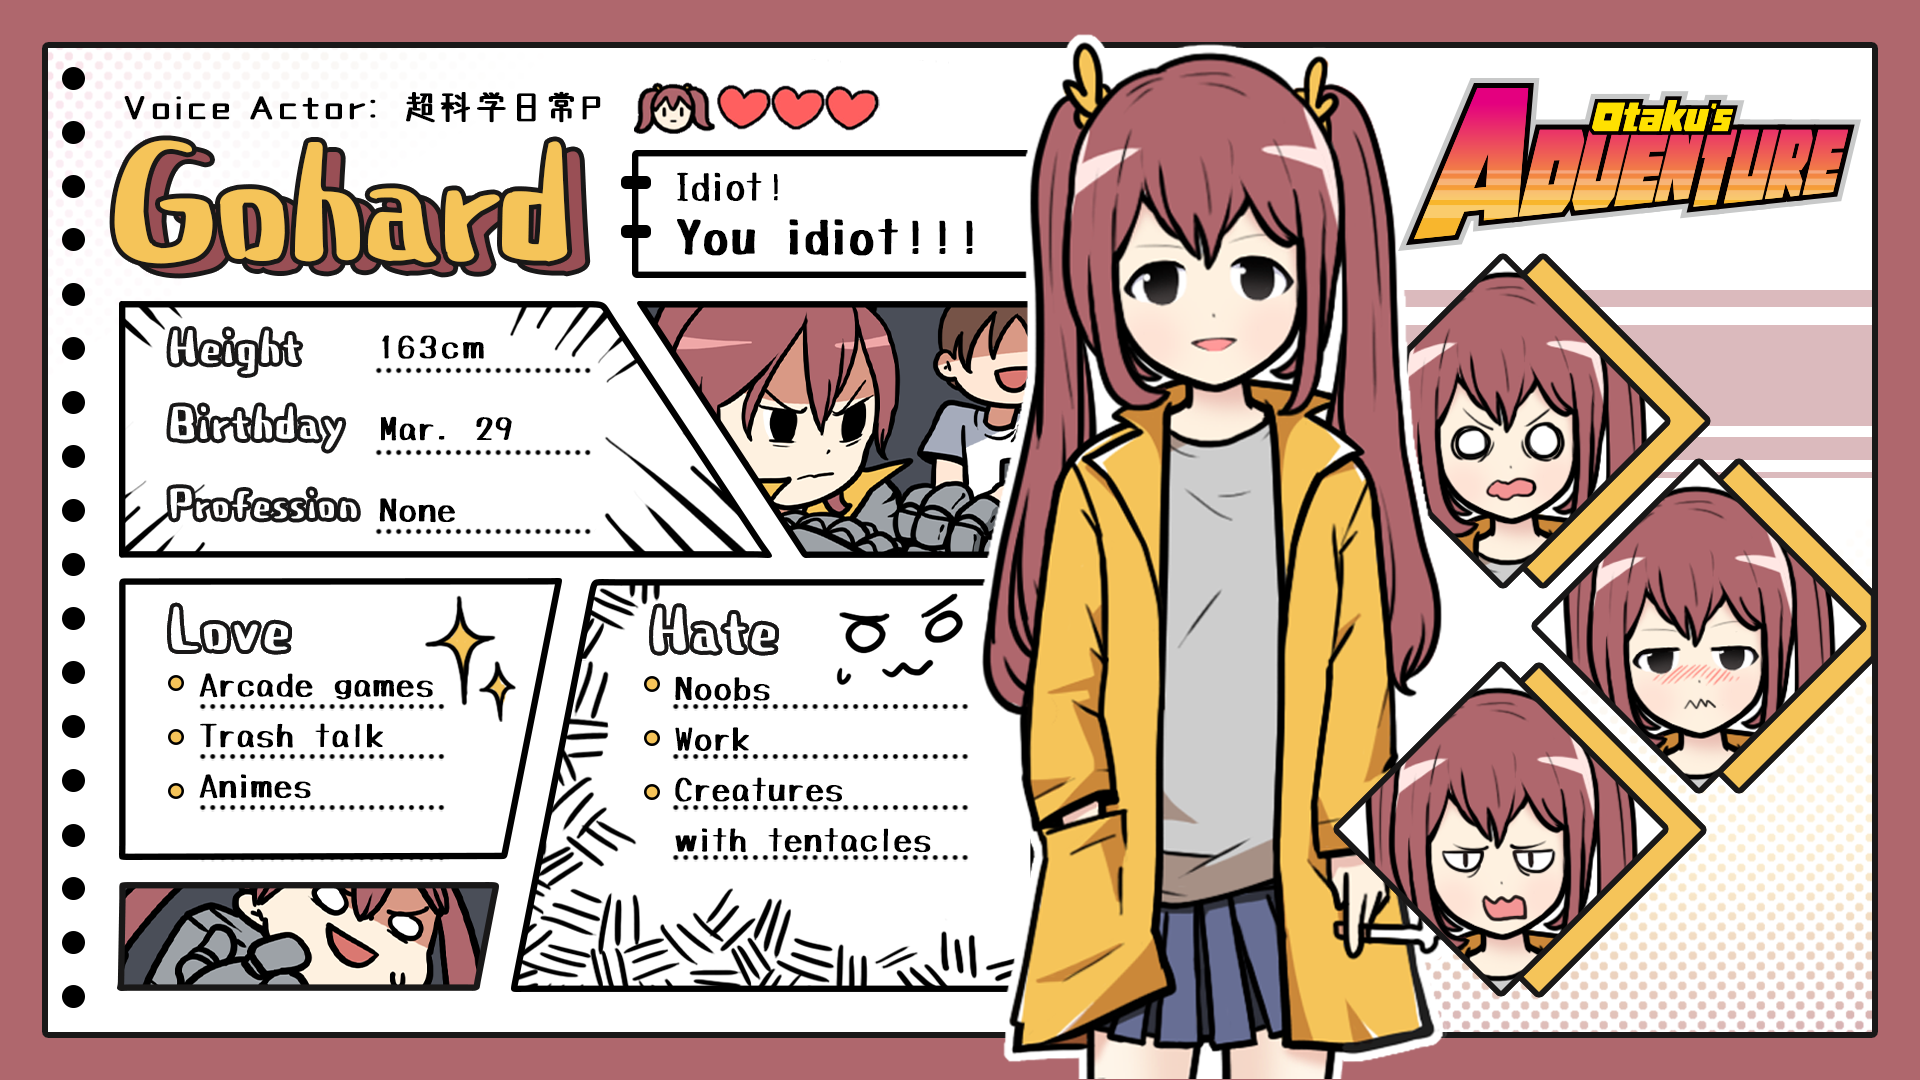 Voice Actor: 超科学日常P
Gohard
Idiot!
You idiot!!!
Otaku's
ADVENTURE
Height 163cm
Birthday Mar. 29
Profession None
Love
Arcade games
Trash talk
Animes
Hate
Noobs
Work
Creatures
with tentacles